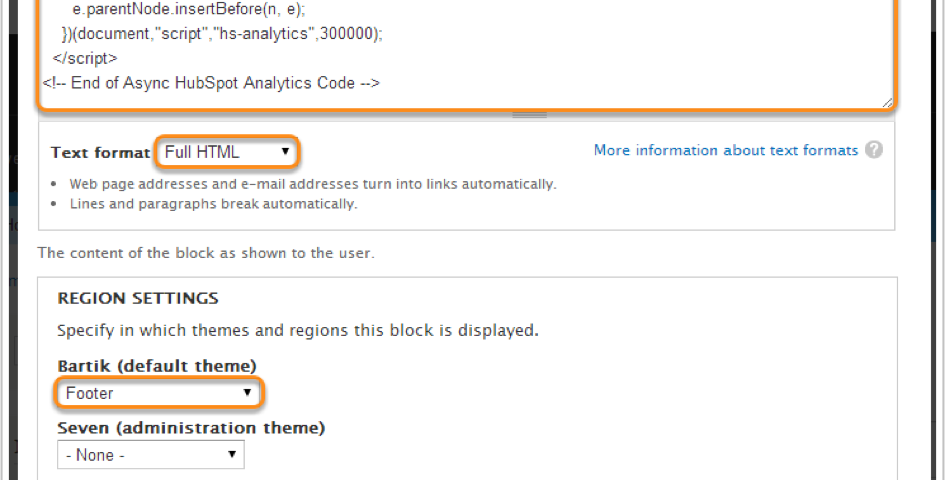 e.parentNode.insertBefore(n, e);
})(document,"script","hs-analytics",300000);
</script>
<!-- End of Async HubSpot Analytics Code -->
Text format Full HTML
More information about text formats ?
Web page addresses and e-mail addresses turn into links automatically.
Lines and paragraphs break automatically.
The content of the block as shown to the user.
REGION SETTINGS
Specify in which themes and regions this block is displayed.
Bartik (default theme)
Footer
Seven (administration theme)
- None -